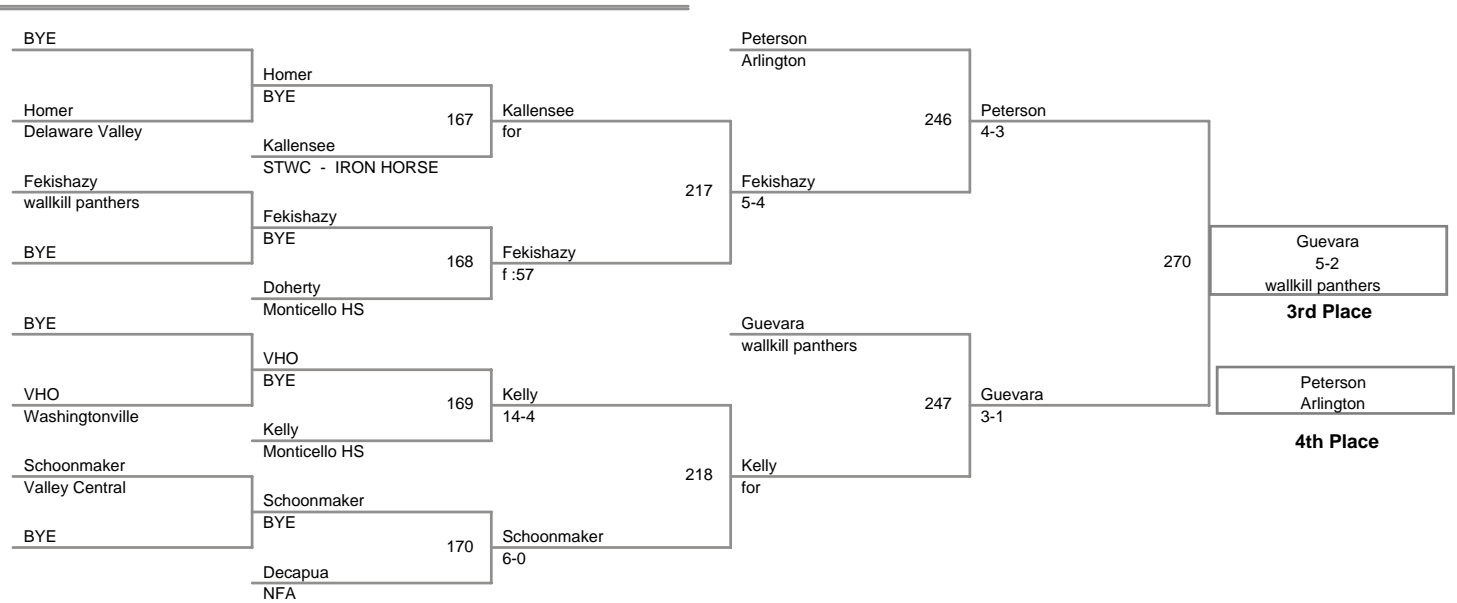 BYE
Homer
Delaware Valley
Fekishazy
wallkill panthers
BYE
BYE
VHO
Washingtonville
Schoonmaker
Valley Central
BYE
Homer
BYE
167
Kallensee
STWC - IRON HORSE
Fekishazy
BYE
168
Doherty
Monticello HS
VHO
BYE
169
Kelly
Monticello HS
Schoonmaker
BYE
170
Decapua
NFA
Kallensee
for
217
Fekishazy
f :57
Kelly
14-4
218
Schoonmaker
6-0
Peterson
Arlington
246
Fekishazy
5-4
Guevara
wallkill panthers
247
Kelly
for
Peterson
4-3
270
Guevara
3-1
Guevara
5-2
wallkill panthers
3rd Place
Peterson
Arlington
4th Place